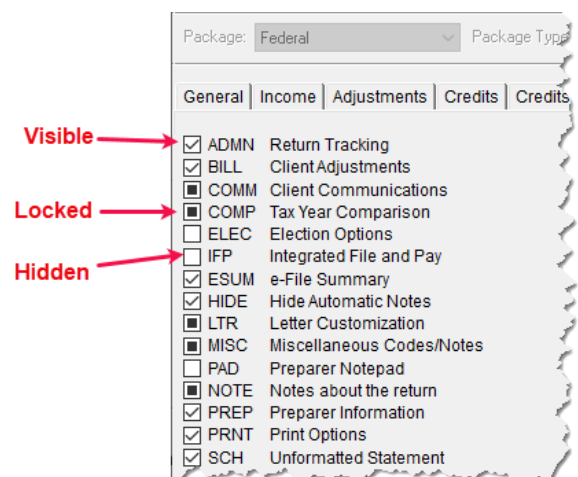 Package: Federal Package Type
General Income Adjustments Credits Credits
Visible
ADMN Return Tracking
BILL Client Adjustments
COMM Client Communications
Locked
COMP Tax Year Comparison
ELEC Election Options
Hidden
IFP Integrated File and Pay
ESUM e-File Summary
HIDE Hide Automatic Notes
LTR Letter Customization
MISC Miscellaneous Codes/Notes
PAD Preparer Notepad
NOTE Notes about the return
PREP Preparer Information
PRNT Print Options
SCH Unformatted Statement